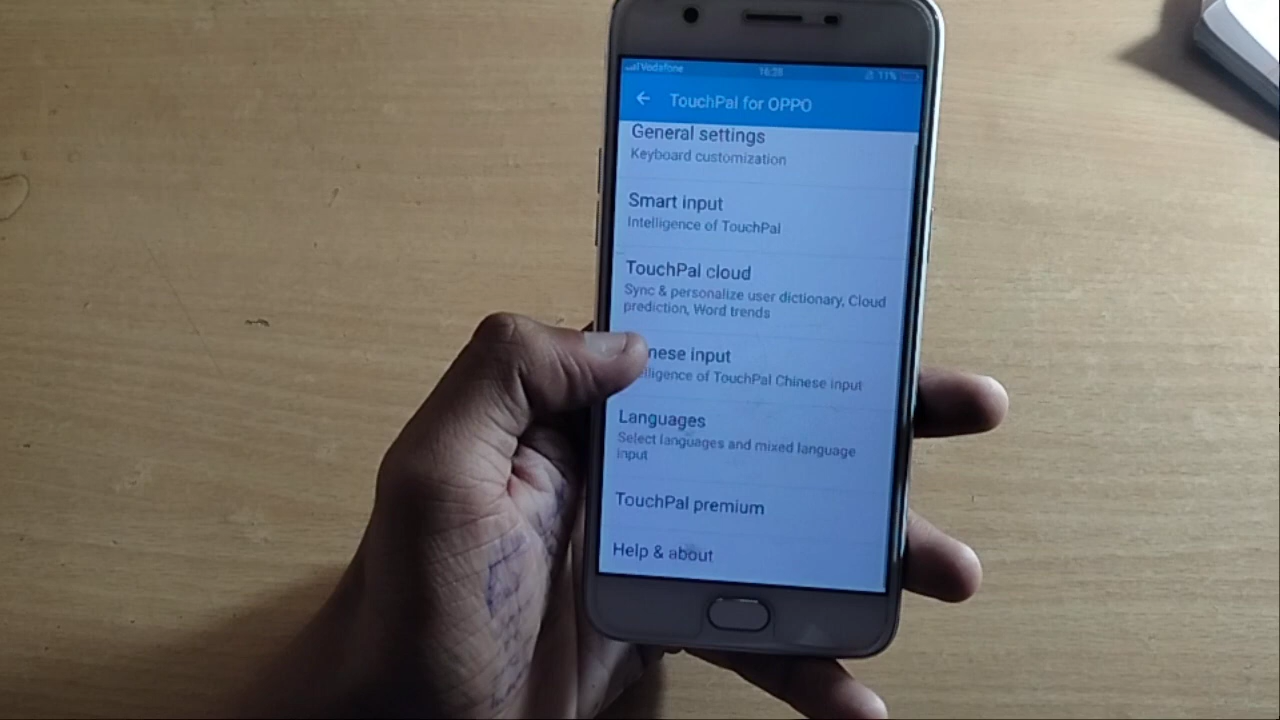 Vodafone 16:28 11%
TouchPal for OPPO
General settings
Keyboard customization
Smart input
Intelligence of TouchPal
TouchPal cloud
Sync & personalize user dictionary, Cloud
prediction, Word trends
nese input
elligence of TouchPal Chinese input
Languages
Select languages and mixed language
input
TouchPal premium
Help & about